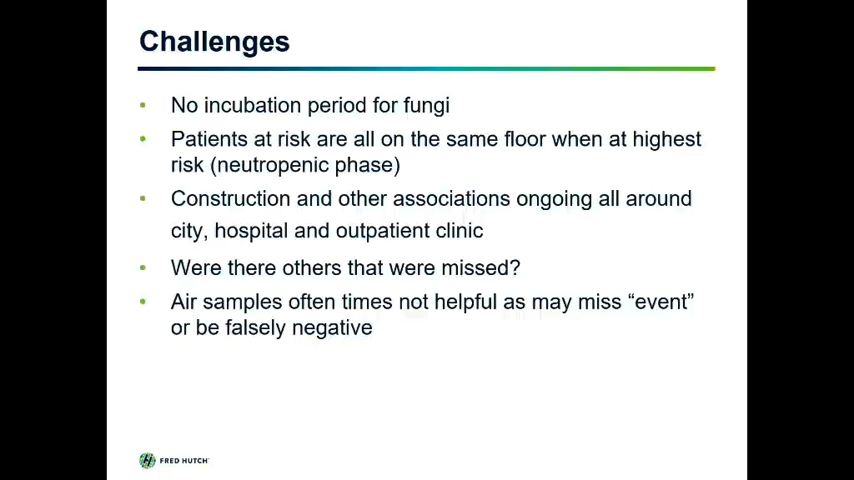 Challenges
• No incubation period for fungi
• Patients at risk are all on the same floor when at highest
risk (neutropenic phase)
• Construction and other associations ongoing all around
city, hospital and outpatient clinic
• Were there others that were missed?
• Air samples often times not helpful as may miss “event”
or be falsely negative
FRED HUTCH